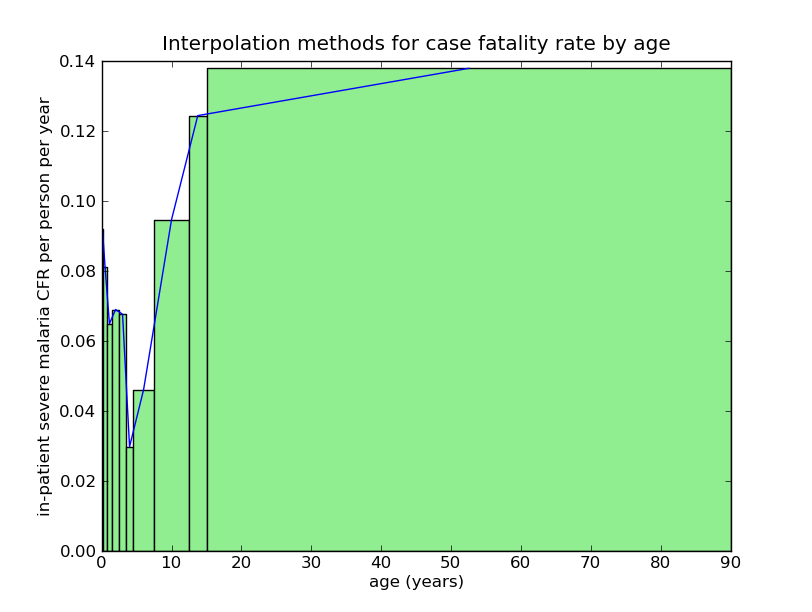 Interpolation methods for case fatality rate by age
in-patient severe malaria CFR per person per year
0.14
0.12
0.10
0.08
0.06
0.04
0.02
0.00
0 10 20 30 40 50 60 70 80 90
age (years)